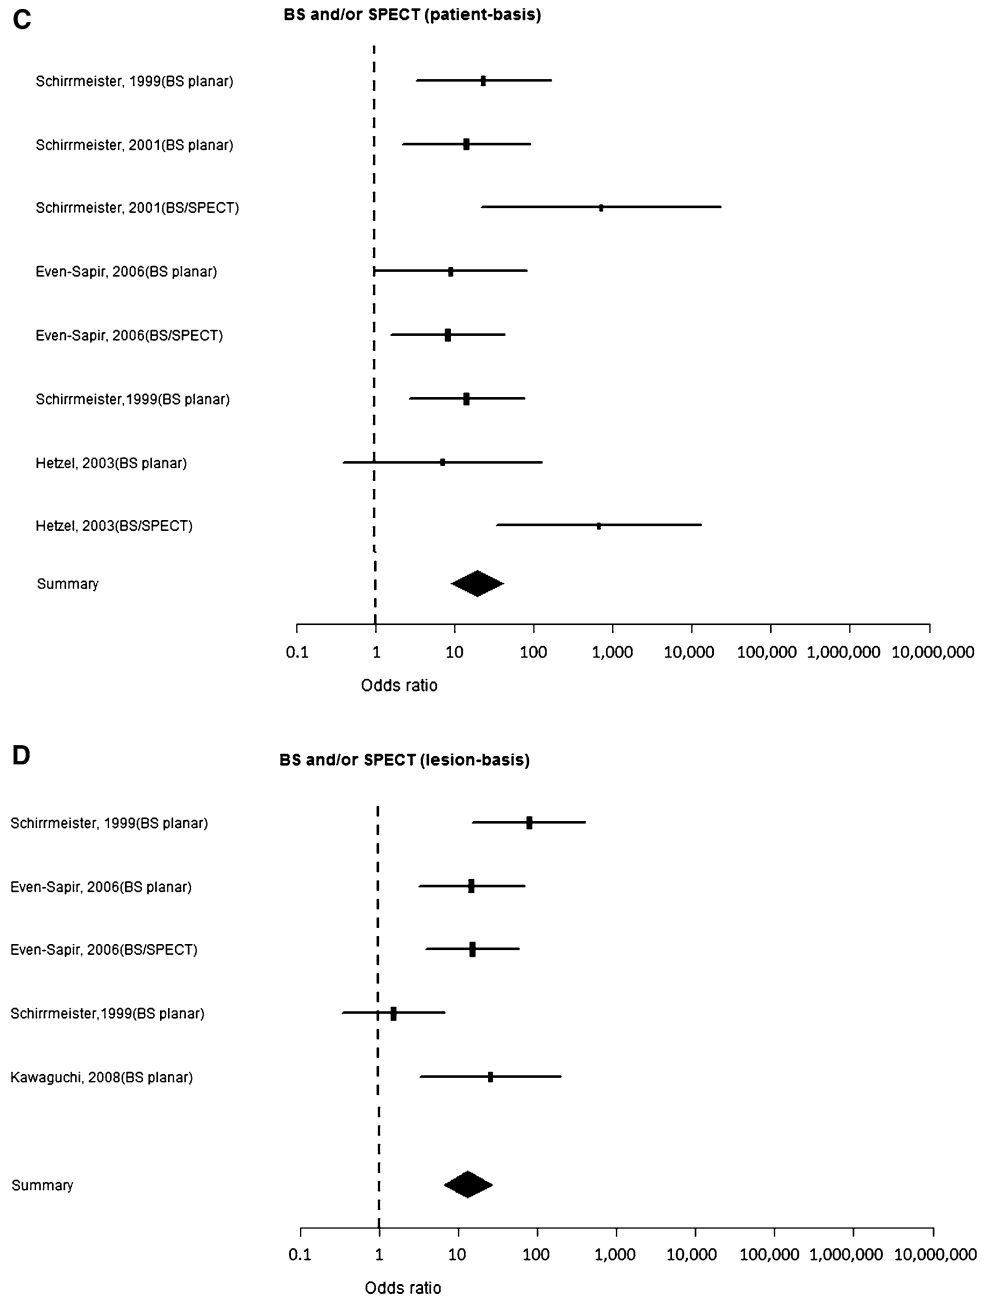 C
BS and/or SPECT (patient-basis)
Schirrmeister, 1999(BS planar)
Schirrmeister, 2001(BS planar)
Schirrmeister, 2001(BS/SPECT)
Even-Sapir, 2006(BS planar)
Even-Sapir, 2006(BS/SPECT)
Schirrmeister,1999(BS planar)
Hetzel, 2003(BS planar)
Hetzel, 2003(BS/SPECT)
Summary
0.1 1 10 100 1,000 10,000 100,000 1,000,000 10,000,000
Odds ratio
D
BS and/or SPECT (lesion-basis)
Schirrmeister, 1999(BS planar)
Even-Sapir, 2006(BS planar)
Even-Sapir, 2006(BS/SPECT)
Schirrmeister,1999(BS planar)
Kawaguchi, 2008(BS planar)
Summary
0.1 1 10 100 1,000 10,000 100,000 1,000,000 10,000,000
Odds ratio